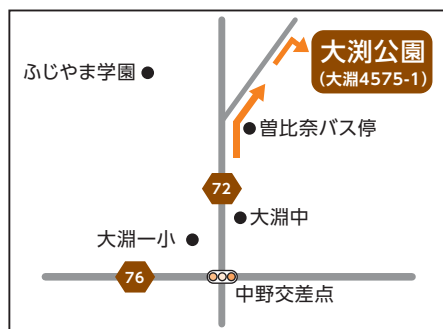 大渕公園
(大淵4575-1)
ふじやま学園
曽比奈バス停
72
大淵中
大淵一小
76
中野交差点